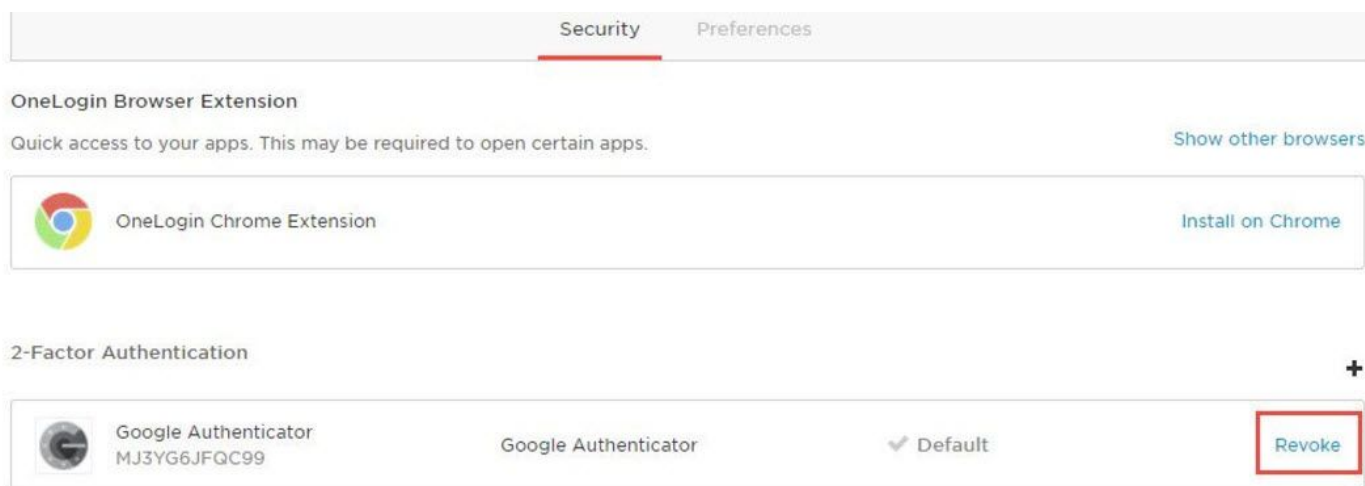 Security Preferences
OneLogin Browser Extension
Quick access to your apps. This may be required to open certain apps.
Show other browsers
OneLogin Chrome Extension
Install on Chrome
2-Factor Authentication
+
Google Authenticator
MJ3YG6JFQC99
Google Authenticator
Default
Revoke